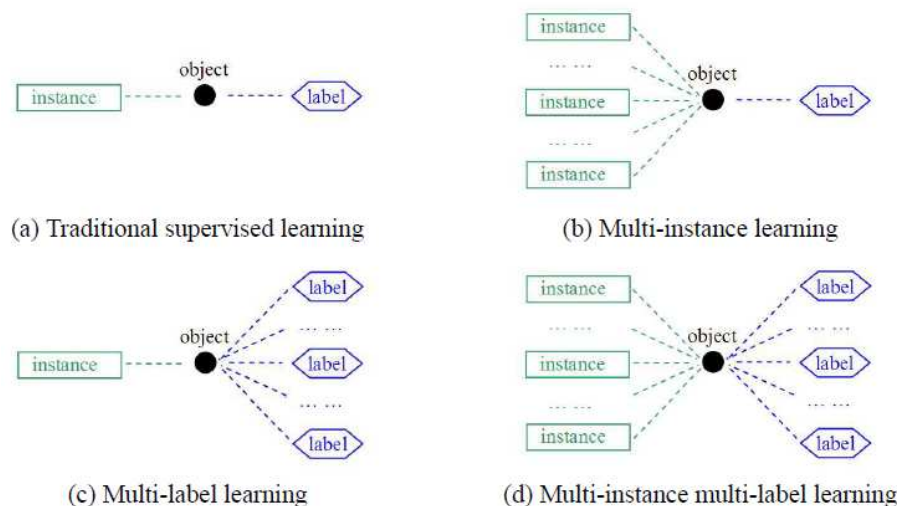 object
instance
label
(a) Traditional supervised learning
instance
... ...
instance
... ...
instance
object
label
(b) Multi-instance learning
instance
object
label
... ...
label
... ...
label
(c) Multi-label learning
instance
... ...
instance
... ...
instance
object
label
... ...
label
... ...
label
(d) Multi-instance multi-label learning